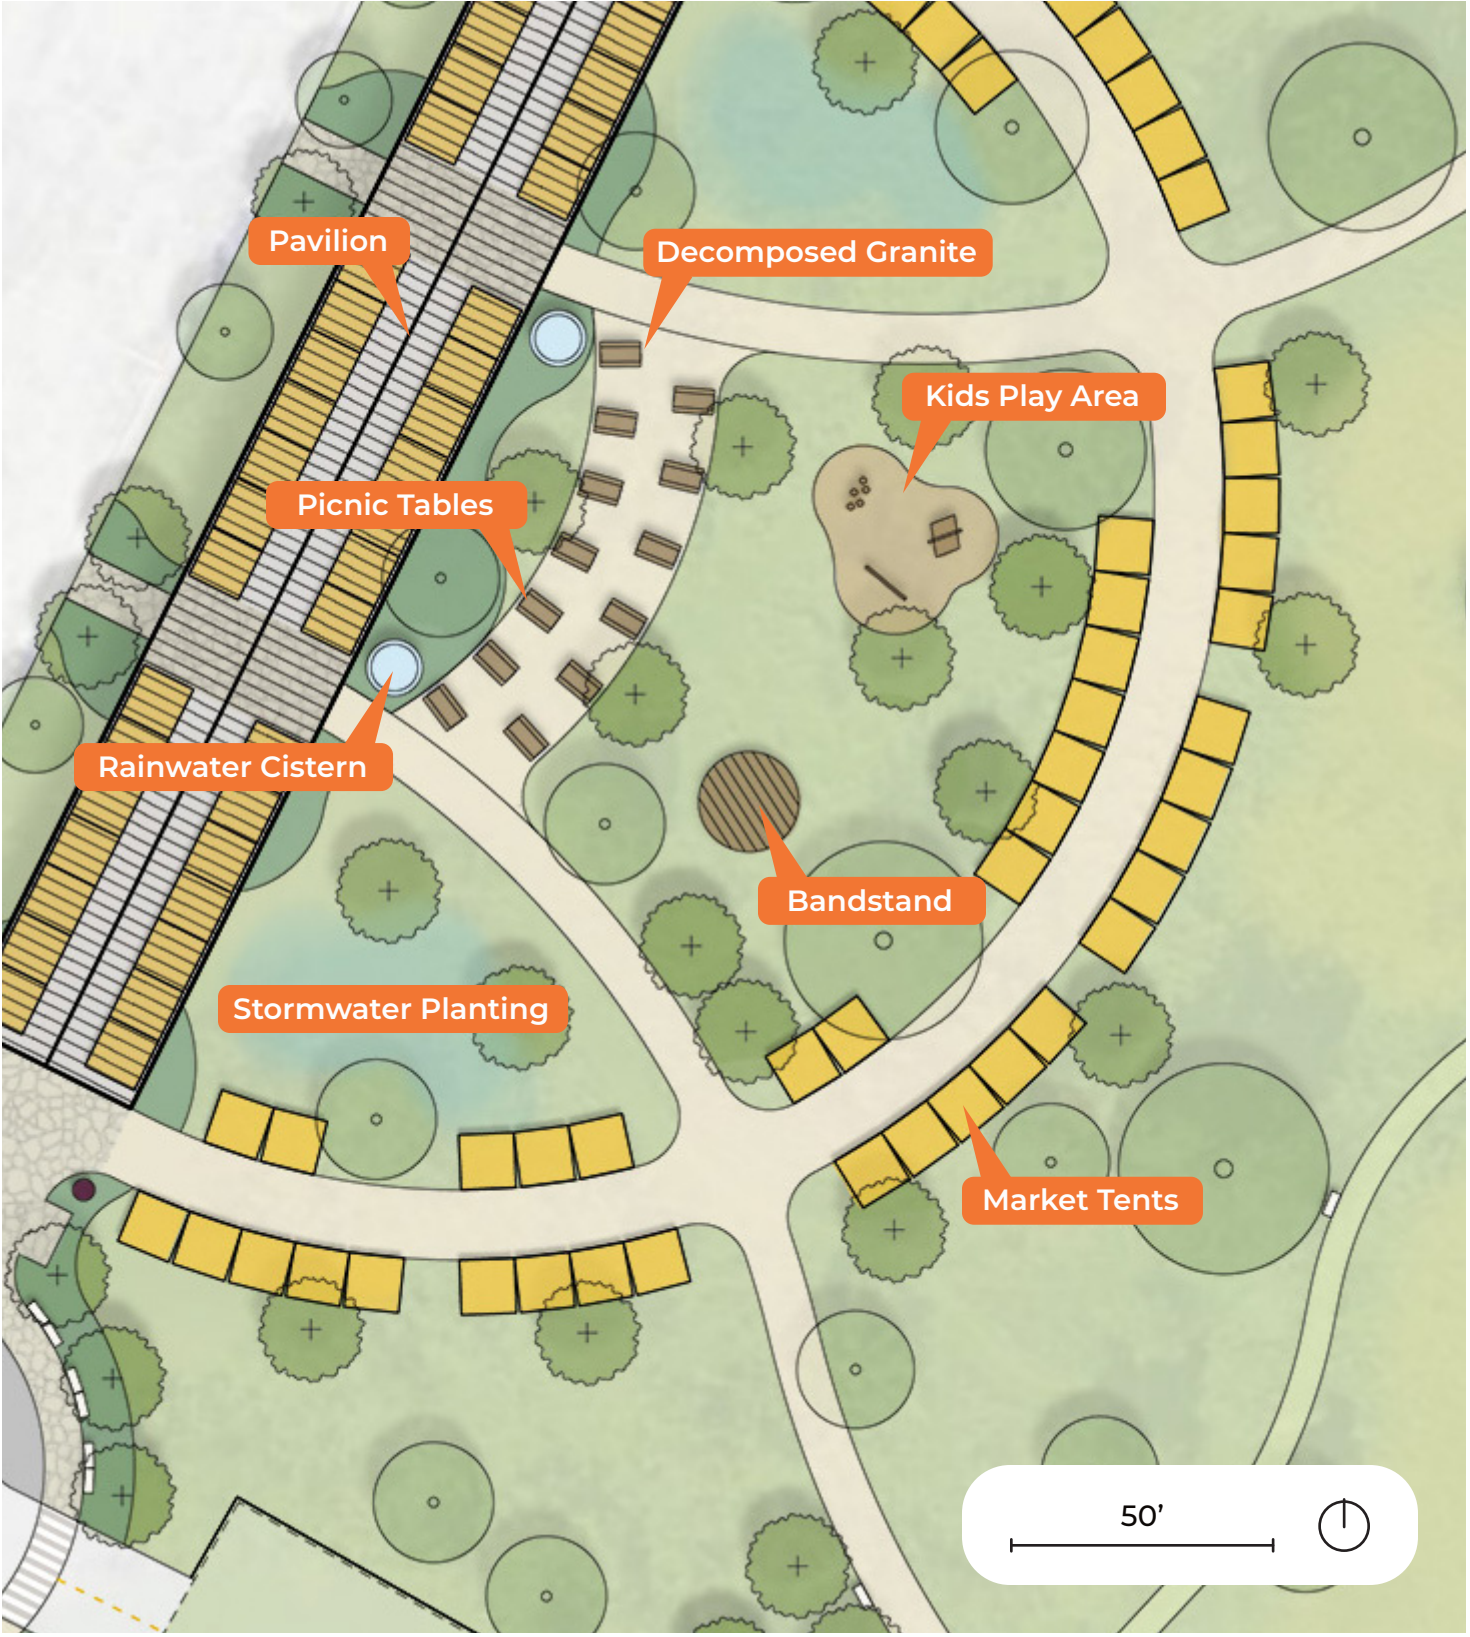 Pavilion
Decomposed Granite
Kids Play Area
Picnic Tables
Rainwater Cistern
Bandstand
Stormwater Planting
Market Tents
50’